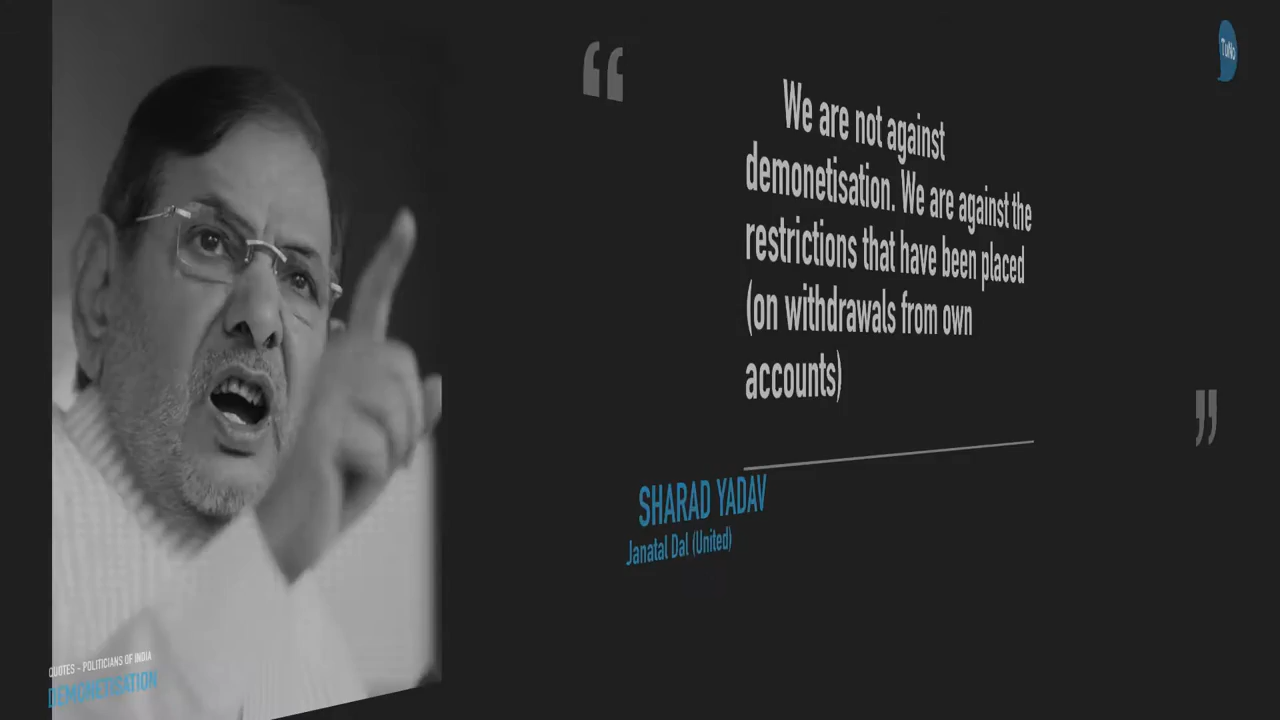 TuNo
“
We are not against
demonetisation. We are against the
restrictions that have been placed
(on withdrawals from own
accounts)
”
SHARAD YADAV
Janatal Dal (United)
QUOTES - POLITICIANS OF INDIA
DEMONETISATION